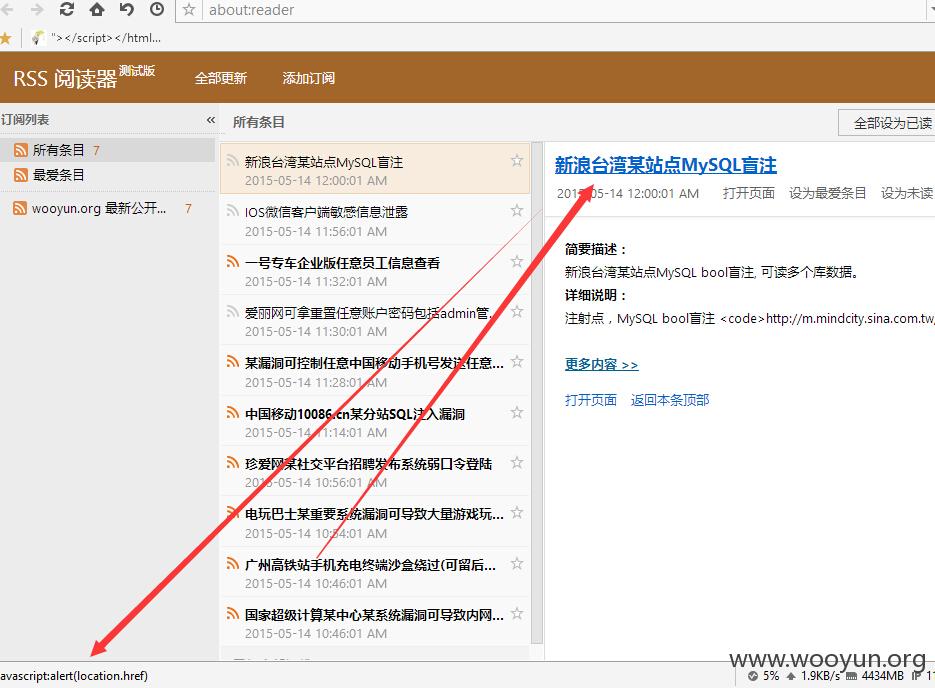 about:reader
"></script></html...
RSS 阅读器 测试版 全部更新 添加订阅
订阅列表 «
所有条目 7
最爱条目
wooyun.org 最新公开... 7
所有条目
全部设为已读
新浪台湾某站点MySQL盲注
2015-05-14 12:00:01 AM
IOS微信客户端敏感信息泄露
2015-05-14 11:56:01 AM
一号专车企业版任意员工信息查看
2015-05-14 11:32:01 AM
爱丽网可拿重置任意账户密码包括admin管...
2015-05-14 11:30:01 AM
某漏洞可控制任意中国移动手机号发送任意...
2015-05-14 11:28:01 AM
中国移动10086.cn某分站SQL注入漏洞
2015-05-14 11:14:01 AM
珍爱网某社交平台招聘发布系统弱口令登陆
2015-05-14 10:56:01 AM
电玩巴士某重要系统漏洞可导致大量游戏玩...
2015-05-14 10:54:01 AM
广州高铁站手机充电终端沙盒绕过(可留后...
2015-05-14 10:46:01 AM
国家超级计算某中心某系统漏洞可导致内网...
2015-05-14 10:46:01 AM
新浪台湾某站点MySQL盲注
2015-05-14 12:00:01 AM 打开页面 设为最爱条目 设为未读
简要描述：
新浪台湾某站点MySQL bool盲注, 可读多个库数据。
详细说明：
注射点，MySQL bool盲注 <code>http://m.mindcity.sina.com.tw,
更多内容 >>
打开页面 返回本条顶部
www.wooyun.org
avascript:alert(location.href)
5% 1.9KB/s 4434MB IP